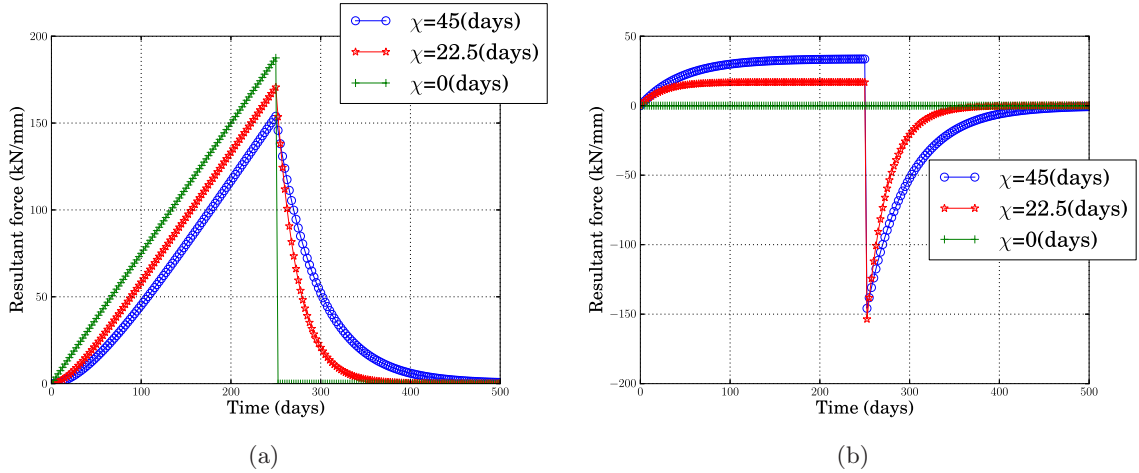 χ=45(days)
χ=22.5(days)
χ=0(days)
200
150
100
50
0
Resultant force (kN/mm)
0
100
200
300
400
500
Time (days)
(a)
50
0
−50
−100
−150
−200
Resultant force (kN/mm)
χ=45(days)
χ=22.5(days)
χ=0(days)
0
100
200
300
400
500
Time (days)
(b)